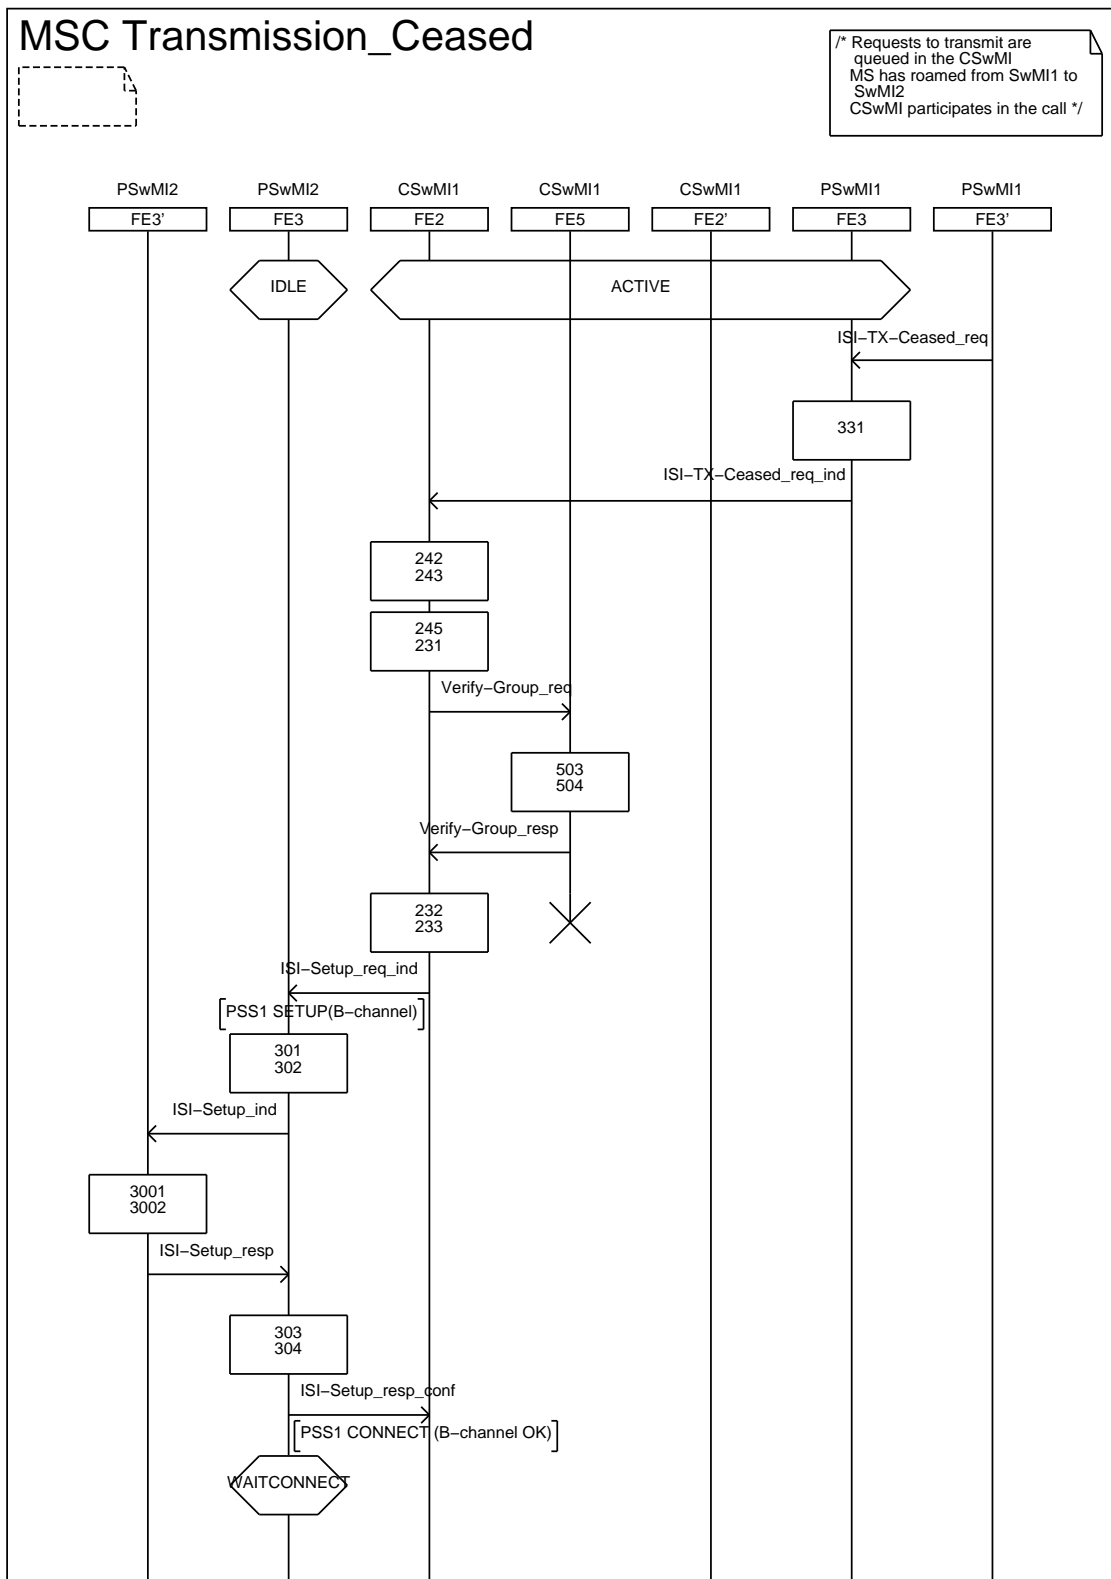 MSC Transmission_Ceased
/* Requests to transmit are
queued in the CSwMI
MS has roamed from SwMI1 to
SwMI2
CSwMI participates in the call */
PSwMI2 PSwMI2 CSwMI1 CSwMI1 CSwMI1 PSwMI1 PSwMI1
FE3' FE3 FE2 FE5 FE2' FE3 FE3'
IDLE ACTIVE
ISI-TX-Ceased_req
331
ISI-TX-Ceased_req_ind
242
243
245
231
Verify-Group_req
503
504
Verify-Group_resp
232
233
ISI-Setup_req_ind
PSS1 SETUP(B-channel)
301
302
ISI-Setup_ind
3001
3002
ISI-Setup_resp
303
304
ISI-Setup_resp_conf
PSS1 CONNECT (B-channel OK)
WAITCONNECT